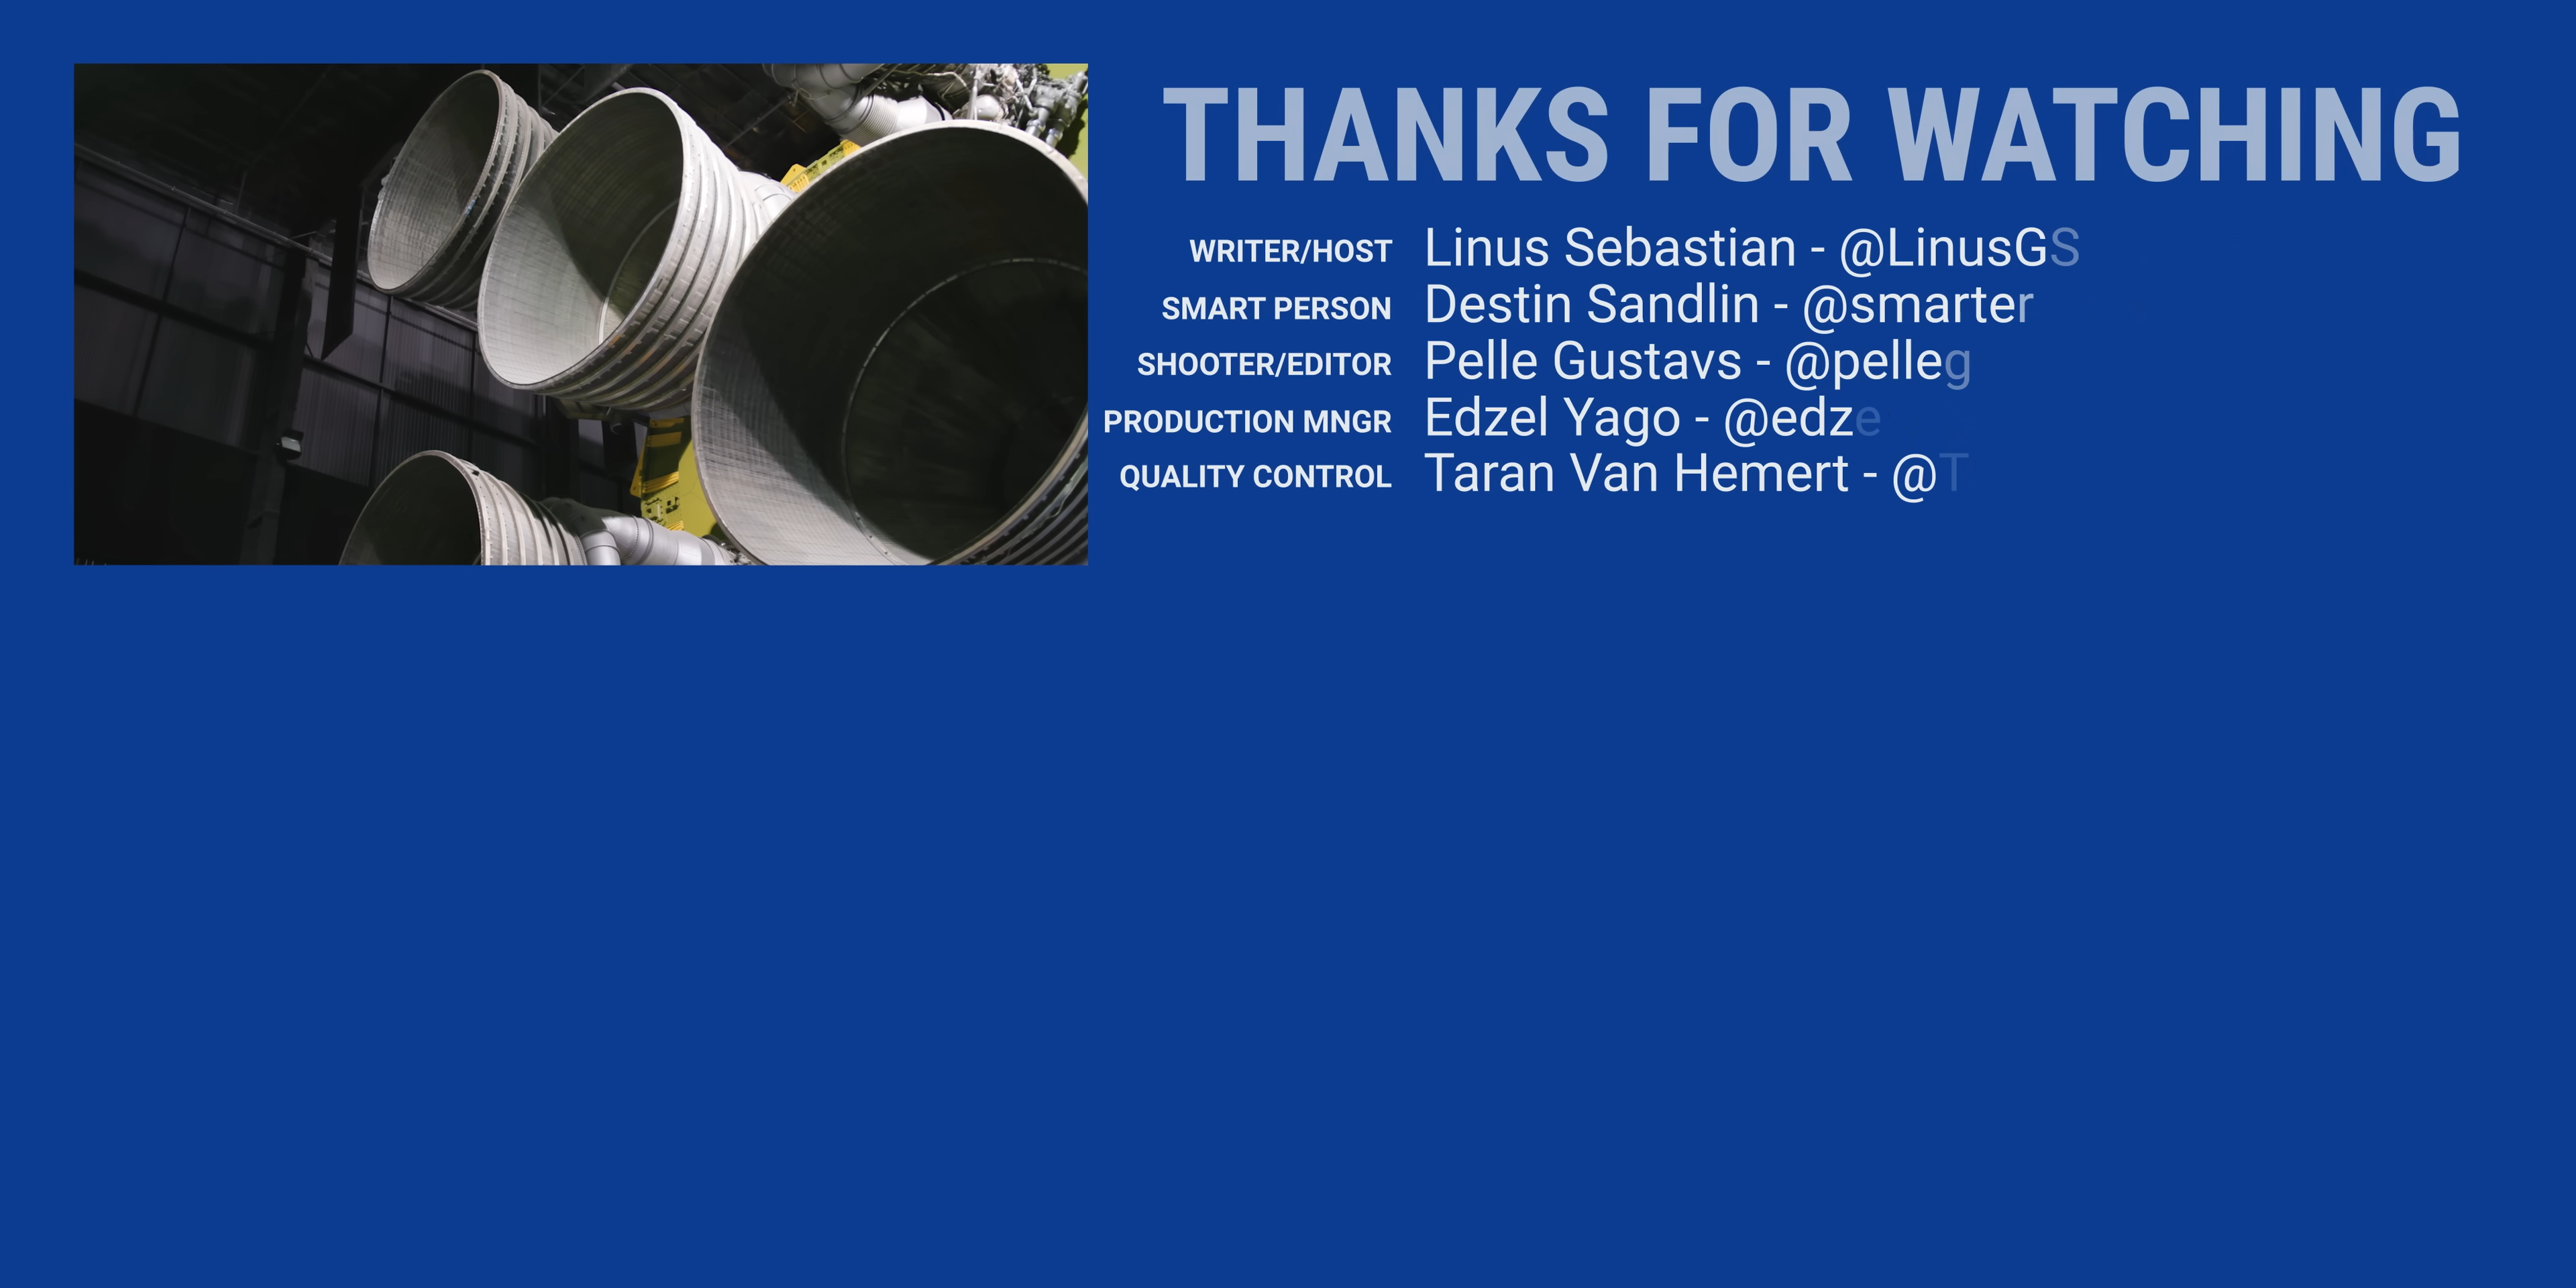 THANKS FOR WATCHING
WRITER/HOST Linus Sebastian - @LinusGS
SMART PERSON Destin Sandlin - @smarter
SHOOTER/EDITOR Pelle Gustavs - @pelleg
PRODUCTION MNGR Edzel Yago - @edze
QUALITY CONTROL Taran Van Hemert - @T